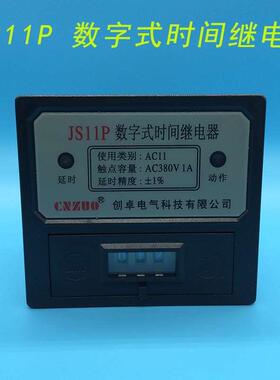 11P 数字式时间继电
JS11P 数字式时间继电器
使用类别：AC11
触点容量：AC380V 1A
延时精度：±1%
延时
动作
CNZUO® 创卓电气科技有限公司